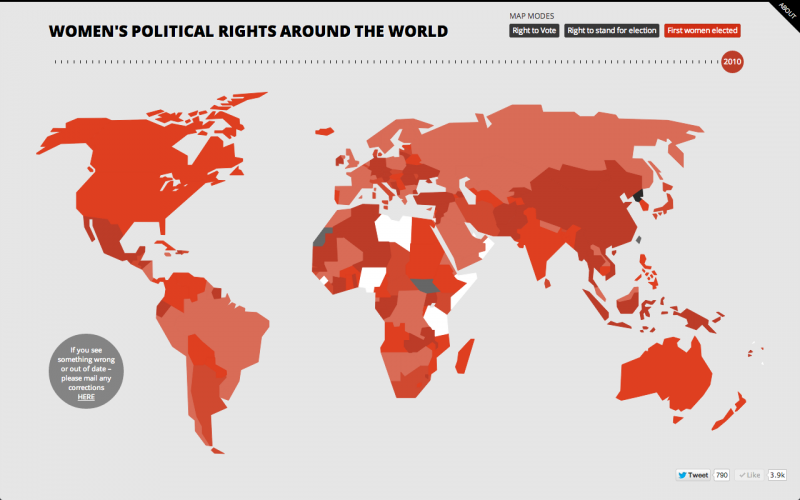 ABOUT
MAP MODES
WOMEN'S POLITICAL RIGHTS AROUND THE WORLD
Right to Vote
Right to stand for election
First women elected
2010
If you see
something wrong
or out of date –
please mail any
corrections
HERE
Tweet
790
Like
3.9k